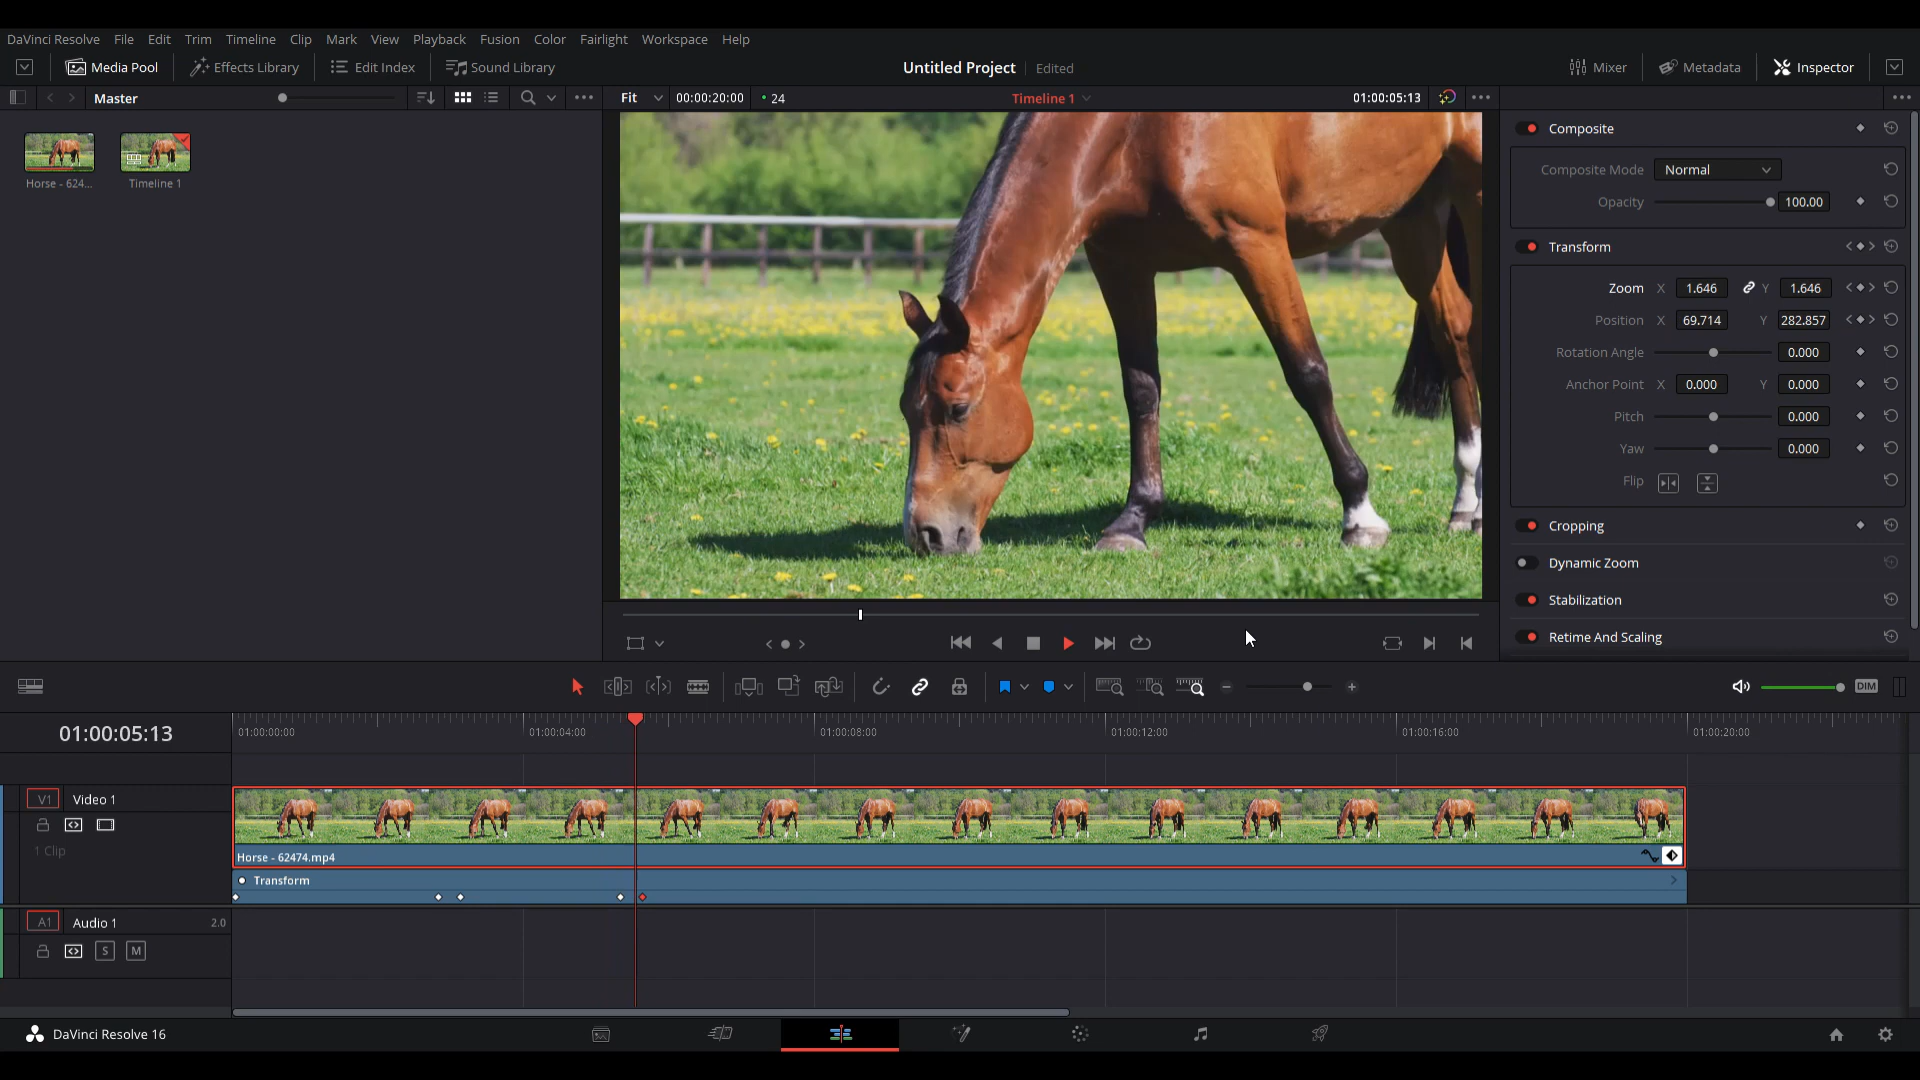 DaVinci Resolve File Edit Trim Timeline Clip Mark View Playback Fusion Color Fairlight Workspace Help
Media Pool Effects Library Edit Index Sound Library Untitled Project Edited Mixer Metadata Inspector
Master Fit 00:00:20:00 24 Timeline 1 01:00:05:13
Horse - 624... Timeline 1
Composite
Composite Mode Normal
Opacity 100.00
Transform
Zoom X 1.646 Y 1.646
Position X 69.714 Y 282.857
Rotation Angle 0.000
Anchor Point X 0.000 Y 0.000
Pitch 0.000
Yaw 0.000
Flip
Cropping
Dynamic Zoom
Stabilization
Retime And Scaling
DIM
01:00:05:13 01:00:00:00 01:00:04:00 01:00:08:00 01:00:12:00 01:00:16:00 01:00:20:00
V1 Video 1
1 Clip
Horse - 62474.mp4
Transform
A1 Audio 1 2.0
S M
DaVinci Resolve 16